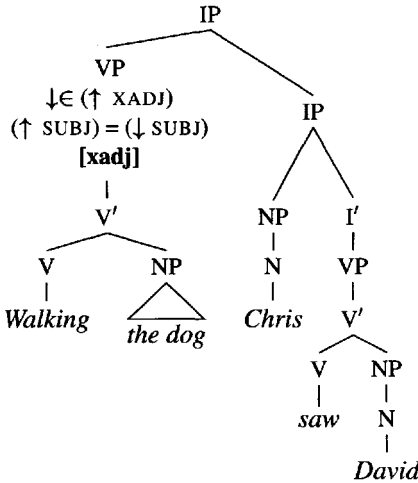 IP
VP
↓∈ (↑ XADJ)
IP
(↑ SUBJ) = (↓ SUBJ)
[xadj]
V′ NP I′
V NP N VP
Walking the dog Chris V′
V NP
saw N
David